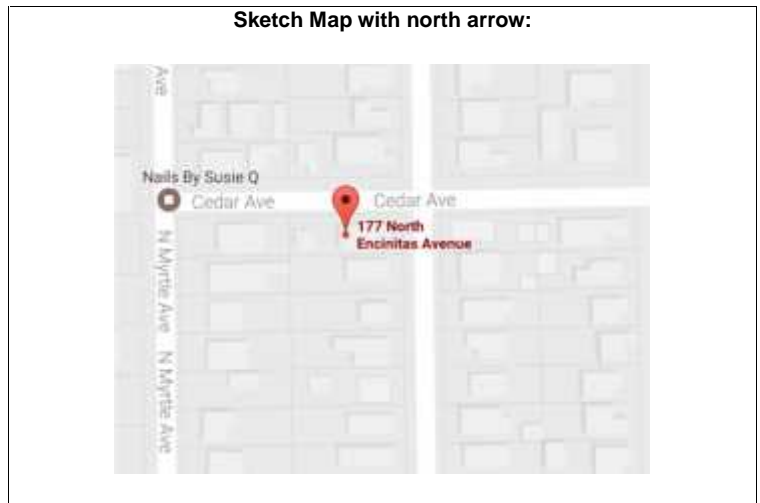 Sketch Map with north arrow:
Ave
Nails By Susie Q
Cedar Ave
Cedar Ave
177 North
Encinitas Avenue
N Myrtle Ave
N Myrtle Ave